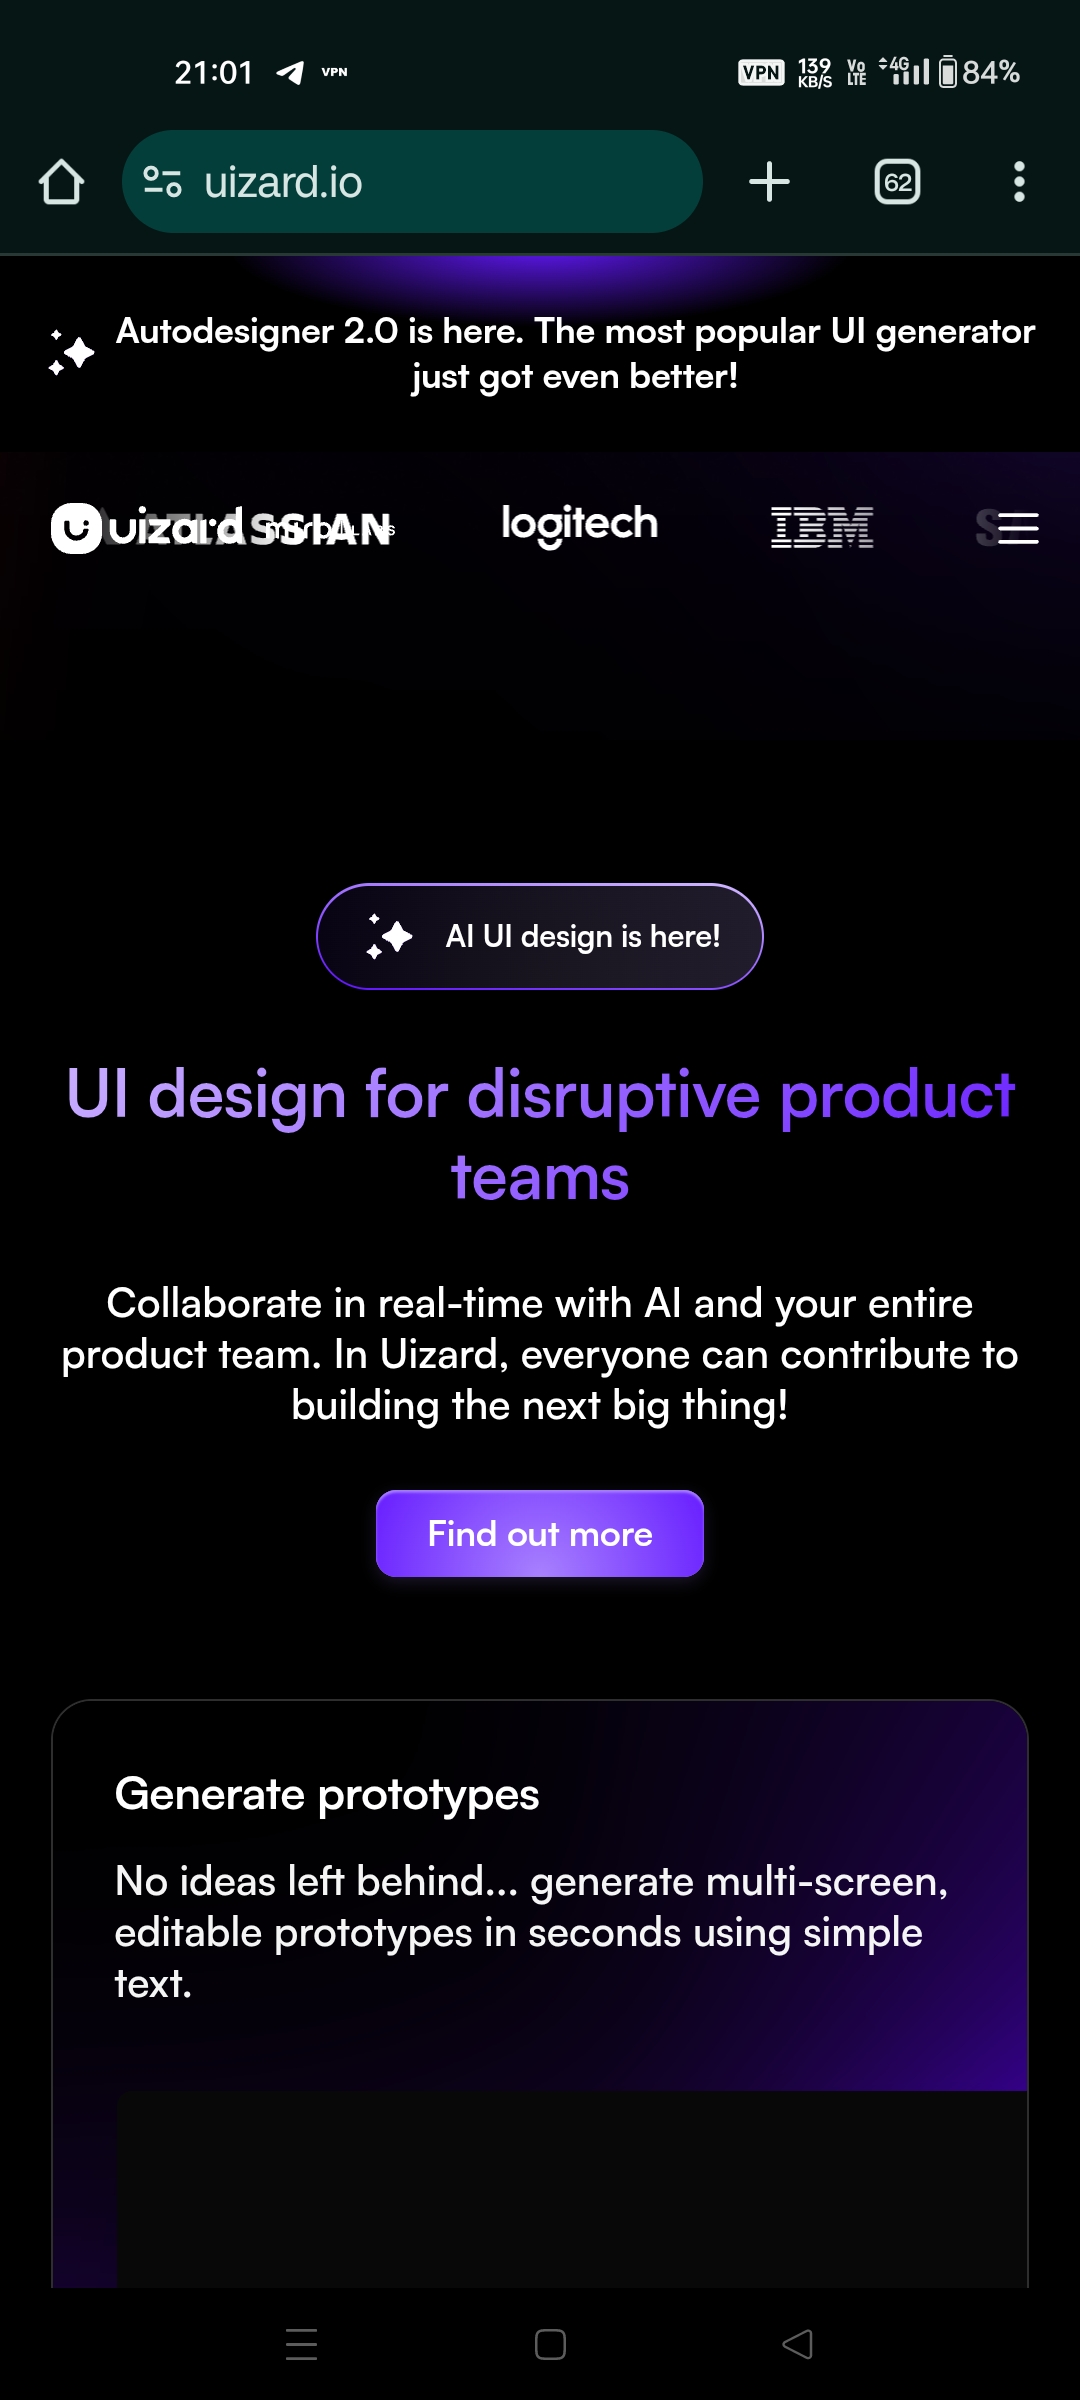 21:01 VPN VPN 139 KB/S Vo LTE 4G 84%
uizard.io 62
Autodesigner 2.0 is here. The most popular UI generator
just got even better!
uizard ATLASSIAN logitech IBM
AI UI design is here!
UI design for disruptive product
teams
Collaborate in real-time with AI and your entire
product team. In Uizard, everyone can contribute to
building the next big thing!
Find out more
Generate prototypes
No ideas left behind... generate multi-screen,
editable prototypes in seconds using simple
text.